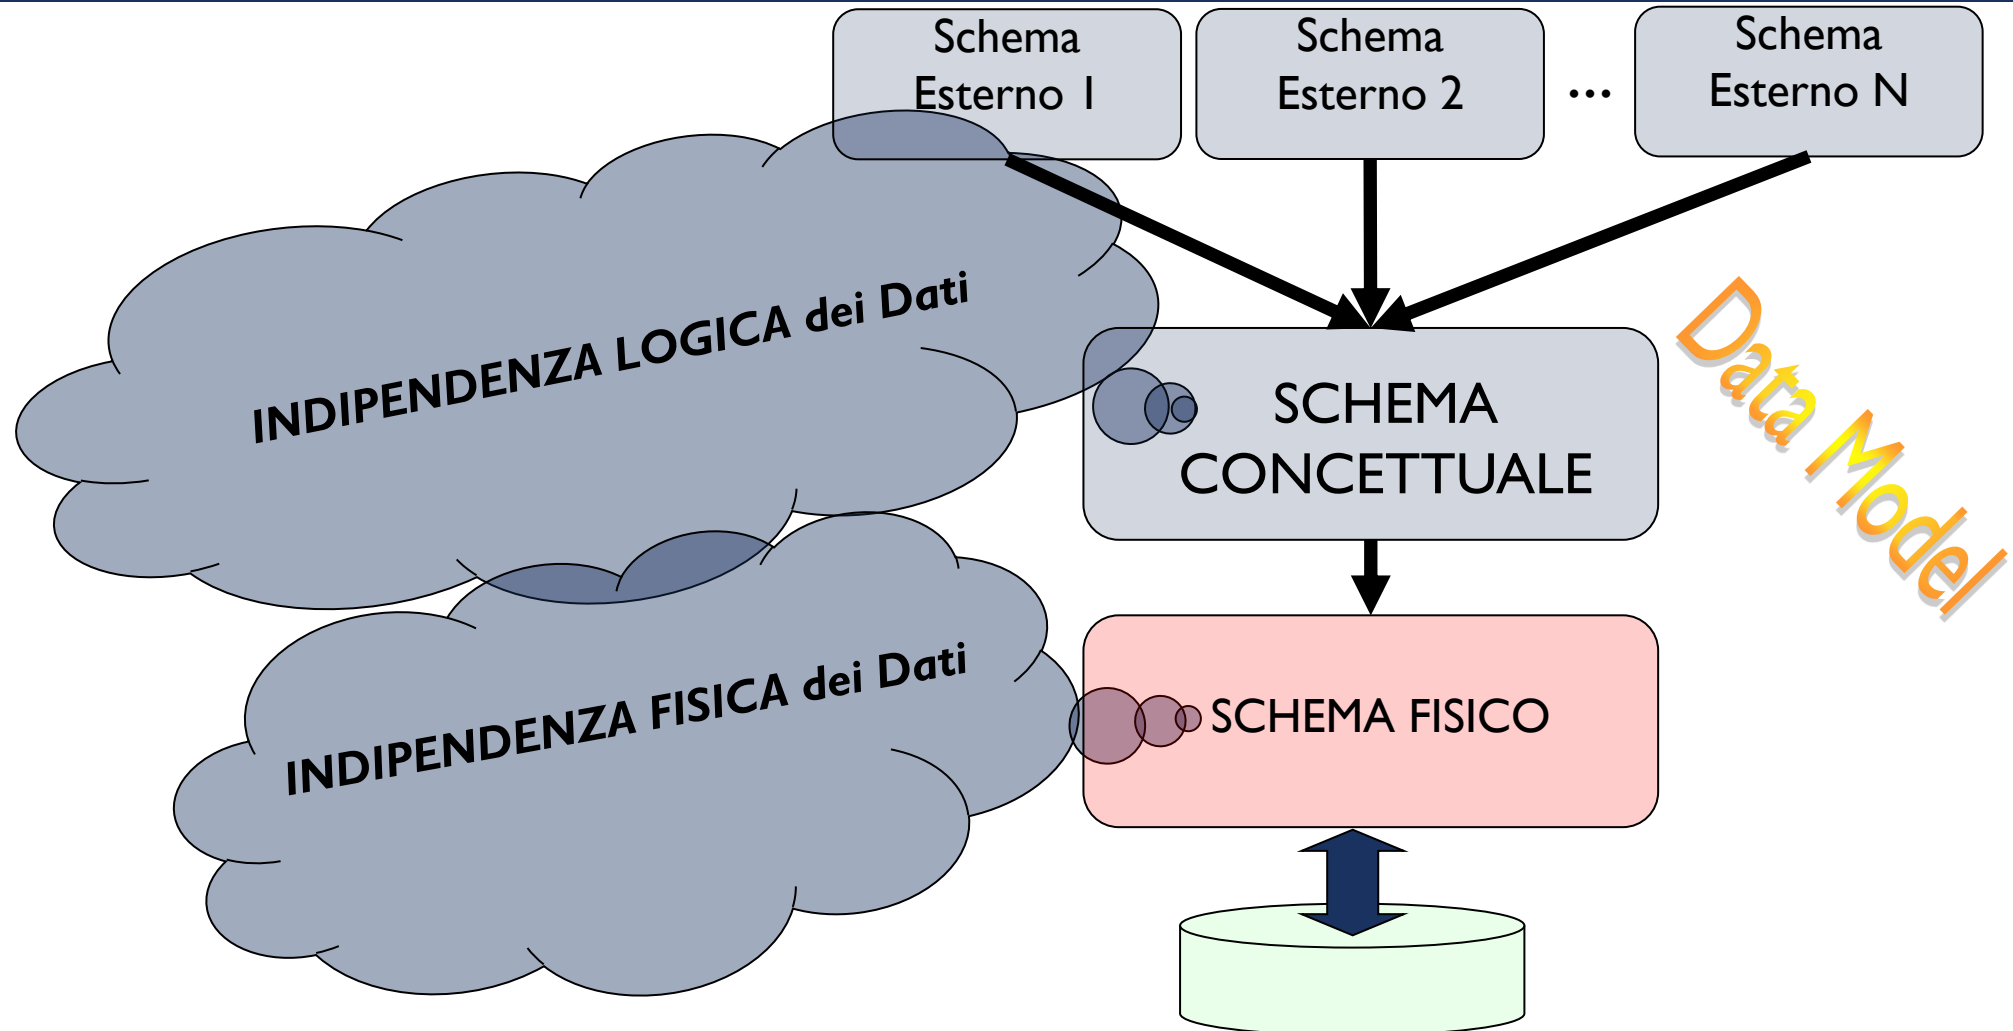 Schema
Esterno 1
Schema
Esterno 2
...
Schema
Esterno N
INDIPENDENZA LOGICA dei Dati
SCHEMA
CONCETTUALE
Data Model
INDIPENDENZA FISICA dei Dati
SCHEMA FISICO